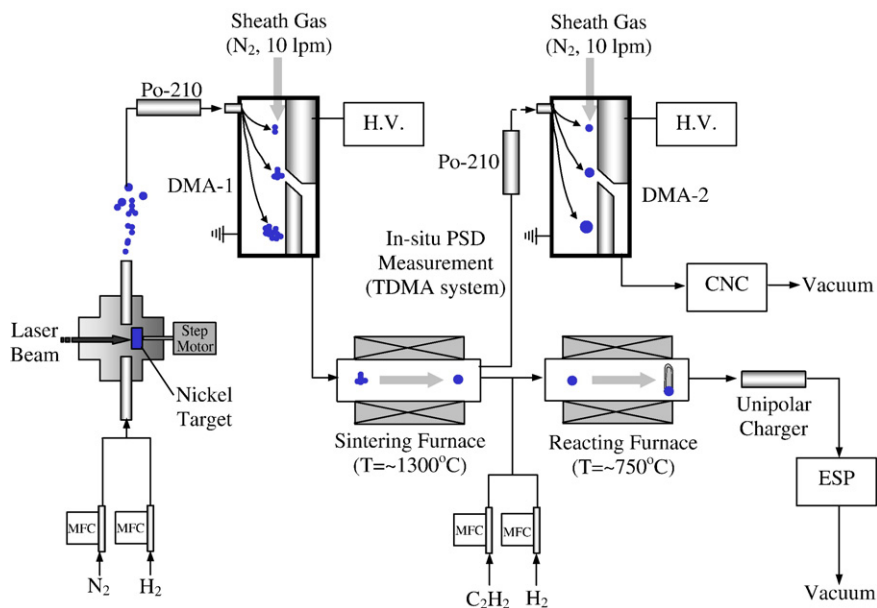 Sheath Gas
(N₂, 10 lpm)
Sheath Gas
(N₂, 10 lpm)
Po-210
H.V.
H.V.
Po-210
DMA-1
DMA-2
In-situ PSD
Measurement
(TDMA system)
CNC
Vacuum
Laser
Beam
Step
Motor
Nickel
Target
Sintering Furnace
(T=~1300°C)
Reacting Furnace
(T=~750°C)
Unipolar
Charger
ESP
MFC
MFC
MFC
MFC
N₂
H₂
C₂H₂
H₂
Vacuum